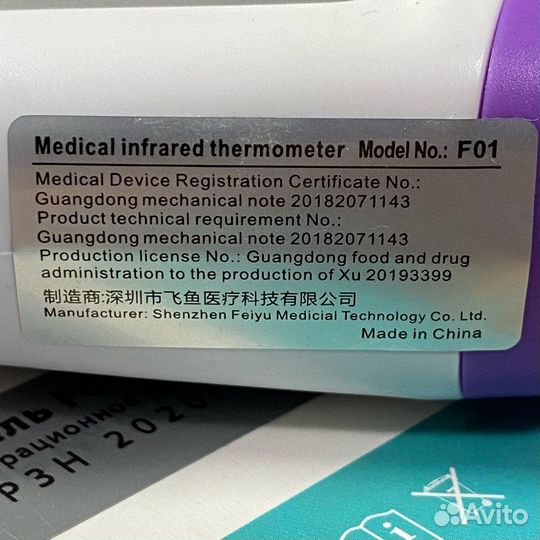 Medical infrared thermometer Model No.: F01
Medical Device Registration Certificate No.:
Guangdong mechanical note 20182071143
Product technical requirement No.:
Guangdong mechanical note 20182071143
Production license No.: Guangdong food and drug
administration to the production of Xu 20193399
制造商:深圳市飞鱼医疗科技有限公司
Manufacturer: Shenzhen Feiyu Medicial Technology Co. Ltd.
Made in China
РЗН 2020
i
Avito